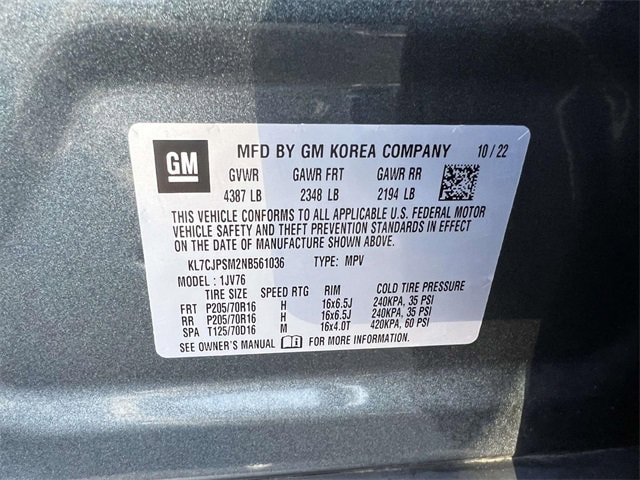 GM
MFD BY GM KOREA COMPANY 10 / 22
GVWR GAWR FRT GAWR RR
4387 LB 2348 LB 2194 LB
THIS VEHICLE CONFORMS TO ALL APPLICABLE U.S. FEDERAL MOTOR
VEHICLE SAFETY AND THEFT PREVENTION STANDARDS IN EFFECT ON
THE DATE OF MANUFACTURE SHOWN ABOVE.
KL7CJPSM2NB561036 TYPE: MPV
MODEL : 1JV76
TIRE SIZE SPEED RTG RIM COLD TIRE PRESSURE
FRT P205/70R16 H 16x6.5J 240KPA, 35 PSI
RR P205/70R16 H 16x6.5J 240KPA, 35 PSI
SPA T125/70D16 M 16x4.0T 420KPA, 60 PSI
SEE OWNER'S MANUAL FOR MORE INFORMATION.